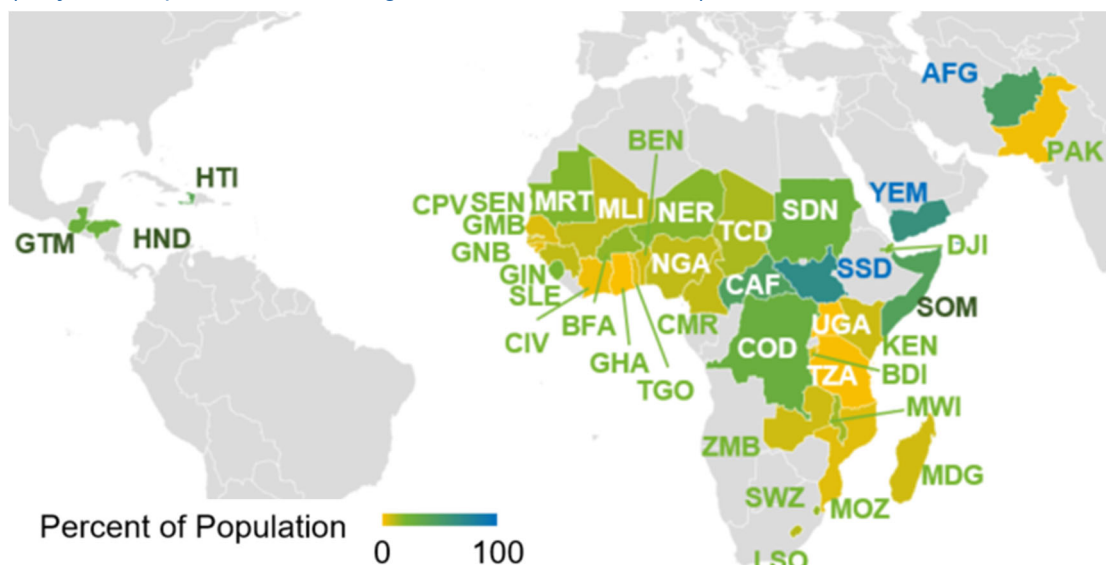 AFG
BEN
PAK
HTI
YEM
CPV SEN MRT MLI NER TCD SDN
GMB
GTM HND
GNB NGA DJI
GIN CAF SSD
SLE SOM
BFA CMR COD UGA
CIV KEN
GHA TZA BDI
TGO
MWI
ZMB
MDG
SWZ MOZ
Percent of Population
0 100
LSO